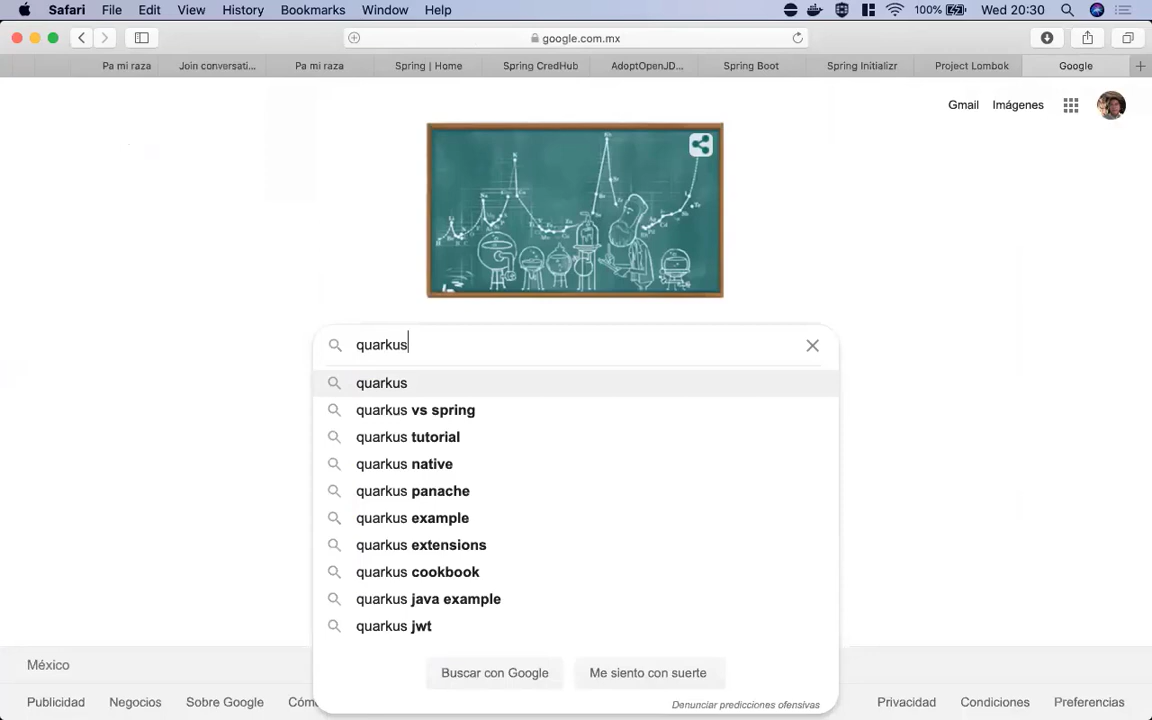 Safari File Edit View History Bookmarks Window Help 100% Wed 20:30
google.com.mx
Pa mi raza Join conversati... Pa mi raza Spring | Home Spring CredHub AdoptOpenJD... Spring Boot Spring Initializr Project Lombok Google
Gmail Imágenes
quarkus
quarkus
quarkus vs spring
quarkus tutorial
quarkus native
quarkus panache
quarkus example
quarkus extensions
quarkus cookbook
quarkus java example
quarkus jwt
Buscar con Google Me siento con suerte
Denunciar predicciones ofensivas
México
Publicidad Negocios Sobre Google Cómo Privacidad Condiciones Preferencias